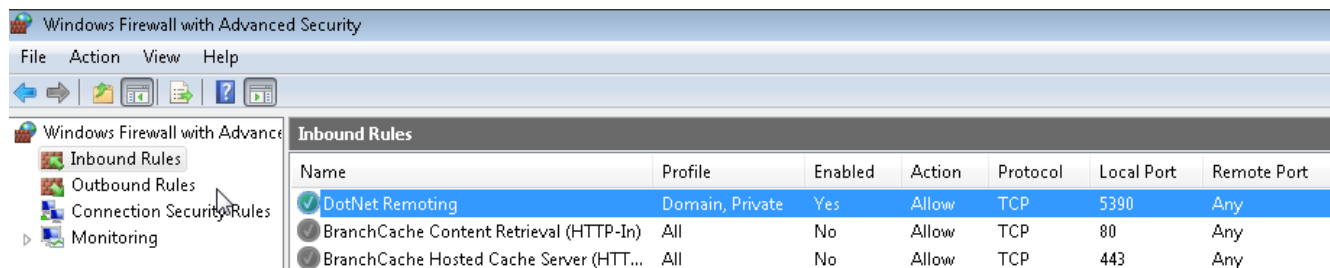 Windows Firewall with Advanced Security
File Action View Help
Windows Firewall with Advance
Inbound Rules
Outbound Rules
Connection Security Rules
Monitoring
Inbound Rules
Name Profile Enabled Action Protocol Local Port Remote Port
DotNet Remoting Domain, Private Yes Allow TCP 5390 Any
BranchCache Content Retrieval (HTTP-In) All No Allow TCP 80 Any
BranchCache Hosted Cache Server (HTT... All No Allow TCP 443 Any